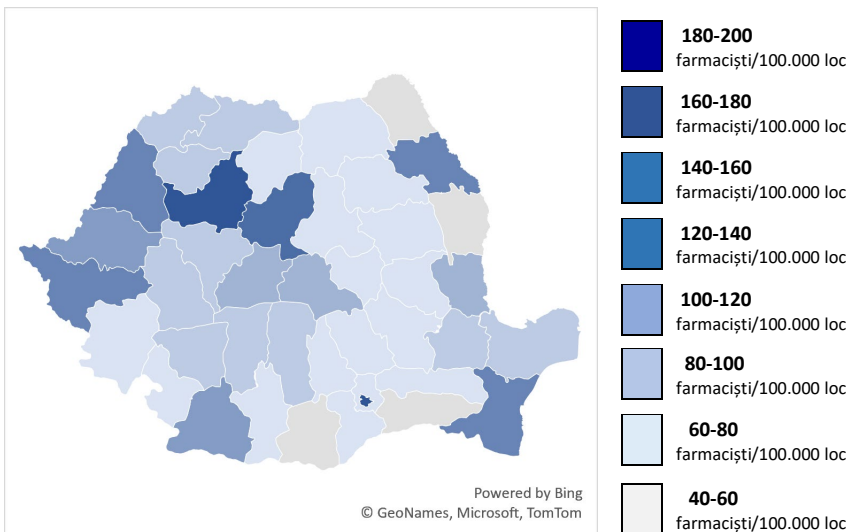 180-200
farmaciști/100.000 loc
160-180
farmaciști/100.000 loc
140-160
farmaciști/100.000 loc
120-140
farmaciști/100.000 loc
100-120
farmaciști/100.000 loc
80-100
farmaciști/100.000 loc
60-80
farmaciști/100.000 loc
40-60
farmaciști/100.000 loc
Powered by Bing
© GeoNames, Microsoft, TomTom